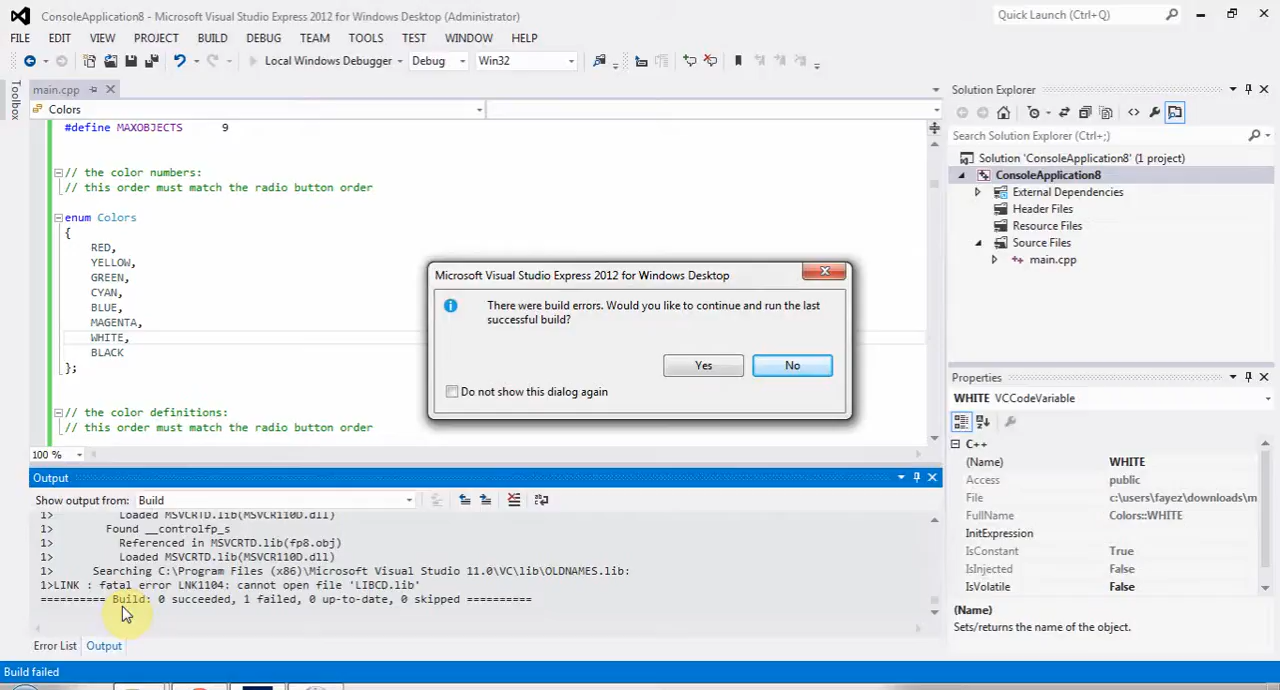 ConsoleApplication8 - Microsoft Visual Studio Express 2012 for Windows Desktop (Administrator)
Quick Launch (Ctrl+Q)
FILE EDIT VIEW PROJECT BUILD DEBUG TEAM TOOLS TEST WINDOW HELP
Local Windows Debugger Debug Win32
Toolbox
main.cpp
Colors
#define MAXOBJECTS 9
// the color numbers:
// this order must match the radio button order
enum Colors
{
RED,
YELLOW,
GREEN,
CYAN,
BLUE,
MAGENTA,
WHITE,
BLACK
};
// the color definitions:
// this order must match the radio button order
100 %
Microsoft Visual Studio Express 2012 for Windows Desktop
There were build errors. Would you like to continue and run the last
successful build?
Yes No
Do not show this dialog again
Solution Explorer
Search Solution Explorer (Ctrl+;)
Solution 'ConsoleApplication8' (1 project)
ConsoleApplication8
External Dependencies
Header Files
Resource Files
Source Files
main.cpp
Properties
WHITE VCCodeVariable
C++
(Name) WHITE
Access public
File c:\users\fayez\downloads\m
FullName Colors::WHITE
InitExpression
IsConstant True
IsInjected False
IsVolatile False
(Name)
Sets/returns the name of the object.
Output
Show output from: Build
1> Loaded MSVCRTD.lib(MSVCR110D.dll)
1> Found __controlfp_s
1> Referenced in MSVCRTD.lib(fp8.obj)
1> Loaded MSVCRTD.lib(MSVCR110D.dll)
1> Searching C:\Program Files (x86)\Microsoft Visual Studio 11.0\VC\lib\OLDNAMES.lib:
1>LINK : fatal error LNK1104: cannot open file 'LIBCD.lib'
========== Build: 0 succeeded, 1 failed, 0 up-to-date, 0 skipped ==========
Error List Output
Build failed